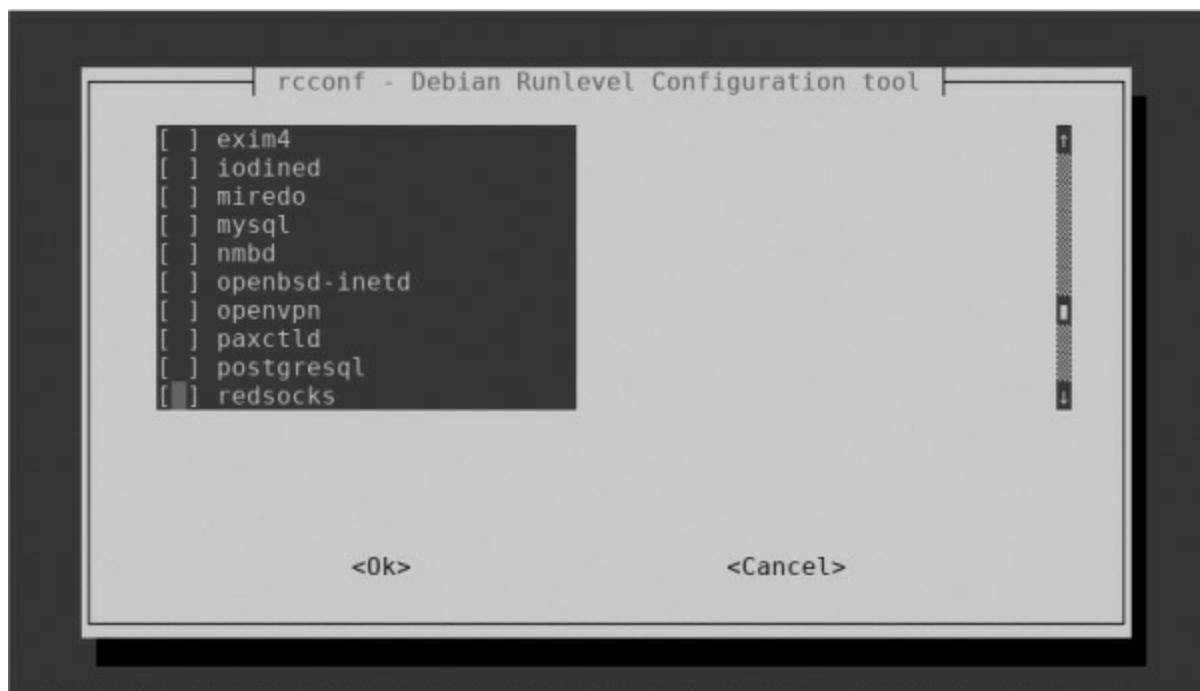 rcconf - Debian Runlevel Configuration tool
[ ] exim4
[ ] iodined
[ ] miredo
[ ] mysql
[ ] nmbd
[ ] openbsd-inetd
[ ] openvpn
[ ] paxctld
[ ] postgresql
[ ] redsocks
<Ok> <Cancel>